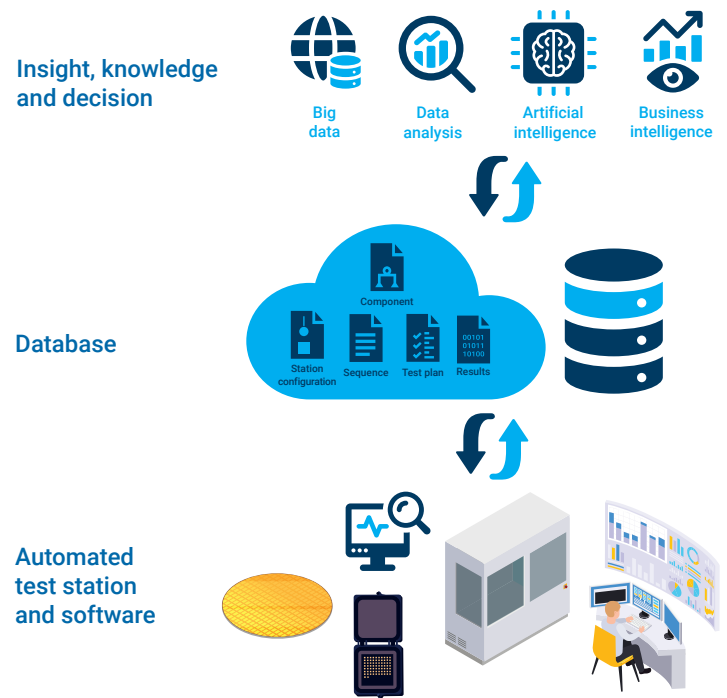 Insight, knowledge
and decision
Big
data
Data
analysis
Artificial
intelligence
Business
intelligence
Database
Component
Station
configuration
Sequence
Test plan
Results
00101
01011
10100
Automated
test station
and software